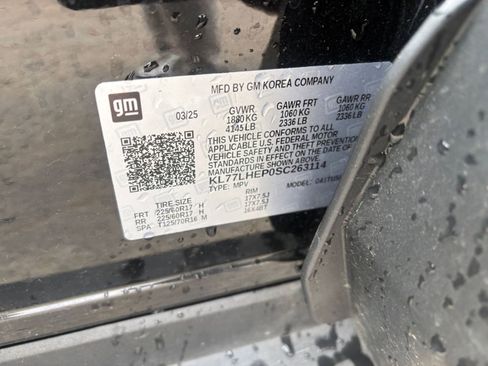 gm
MFD BY GM KOREA COMPANY
03/25
GVWR GAWR FRT GAWR RR
1880 KG 1060 KG 1060 KG
4145 LB 2336 LB 2336 LB
THIS VEHICLE CONFORMS TO ALL
APPLICABLE U.S. FEDERAL MOTOR
VEHICLE SAFETY AND THEFT PREVENTION
STANDARDS IN EFFECT ON THE DATE OF
MANUFACTURE SHOWN ABOVE.
KL77LHEP0SC263114
TYPE: MPV MODEL:
TIRE SIZE RIM
FRT 225/60R17 H 17X7.5J
RR 225/60R17 H 17X7.5J
SPA T125/70R16 M 16X4BT